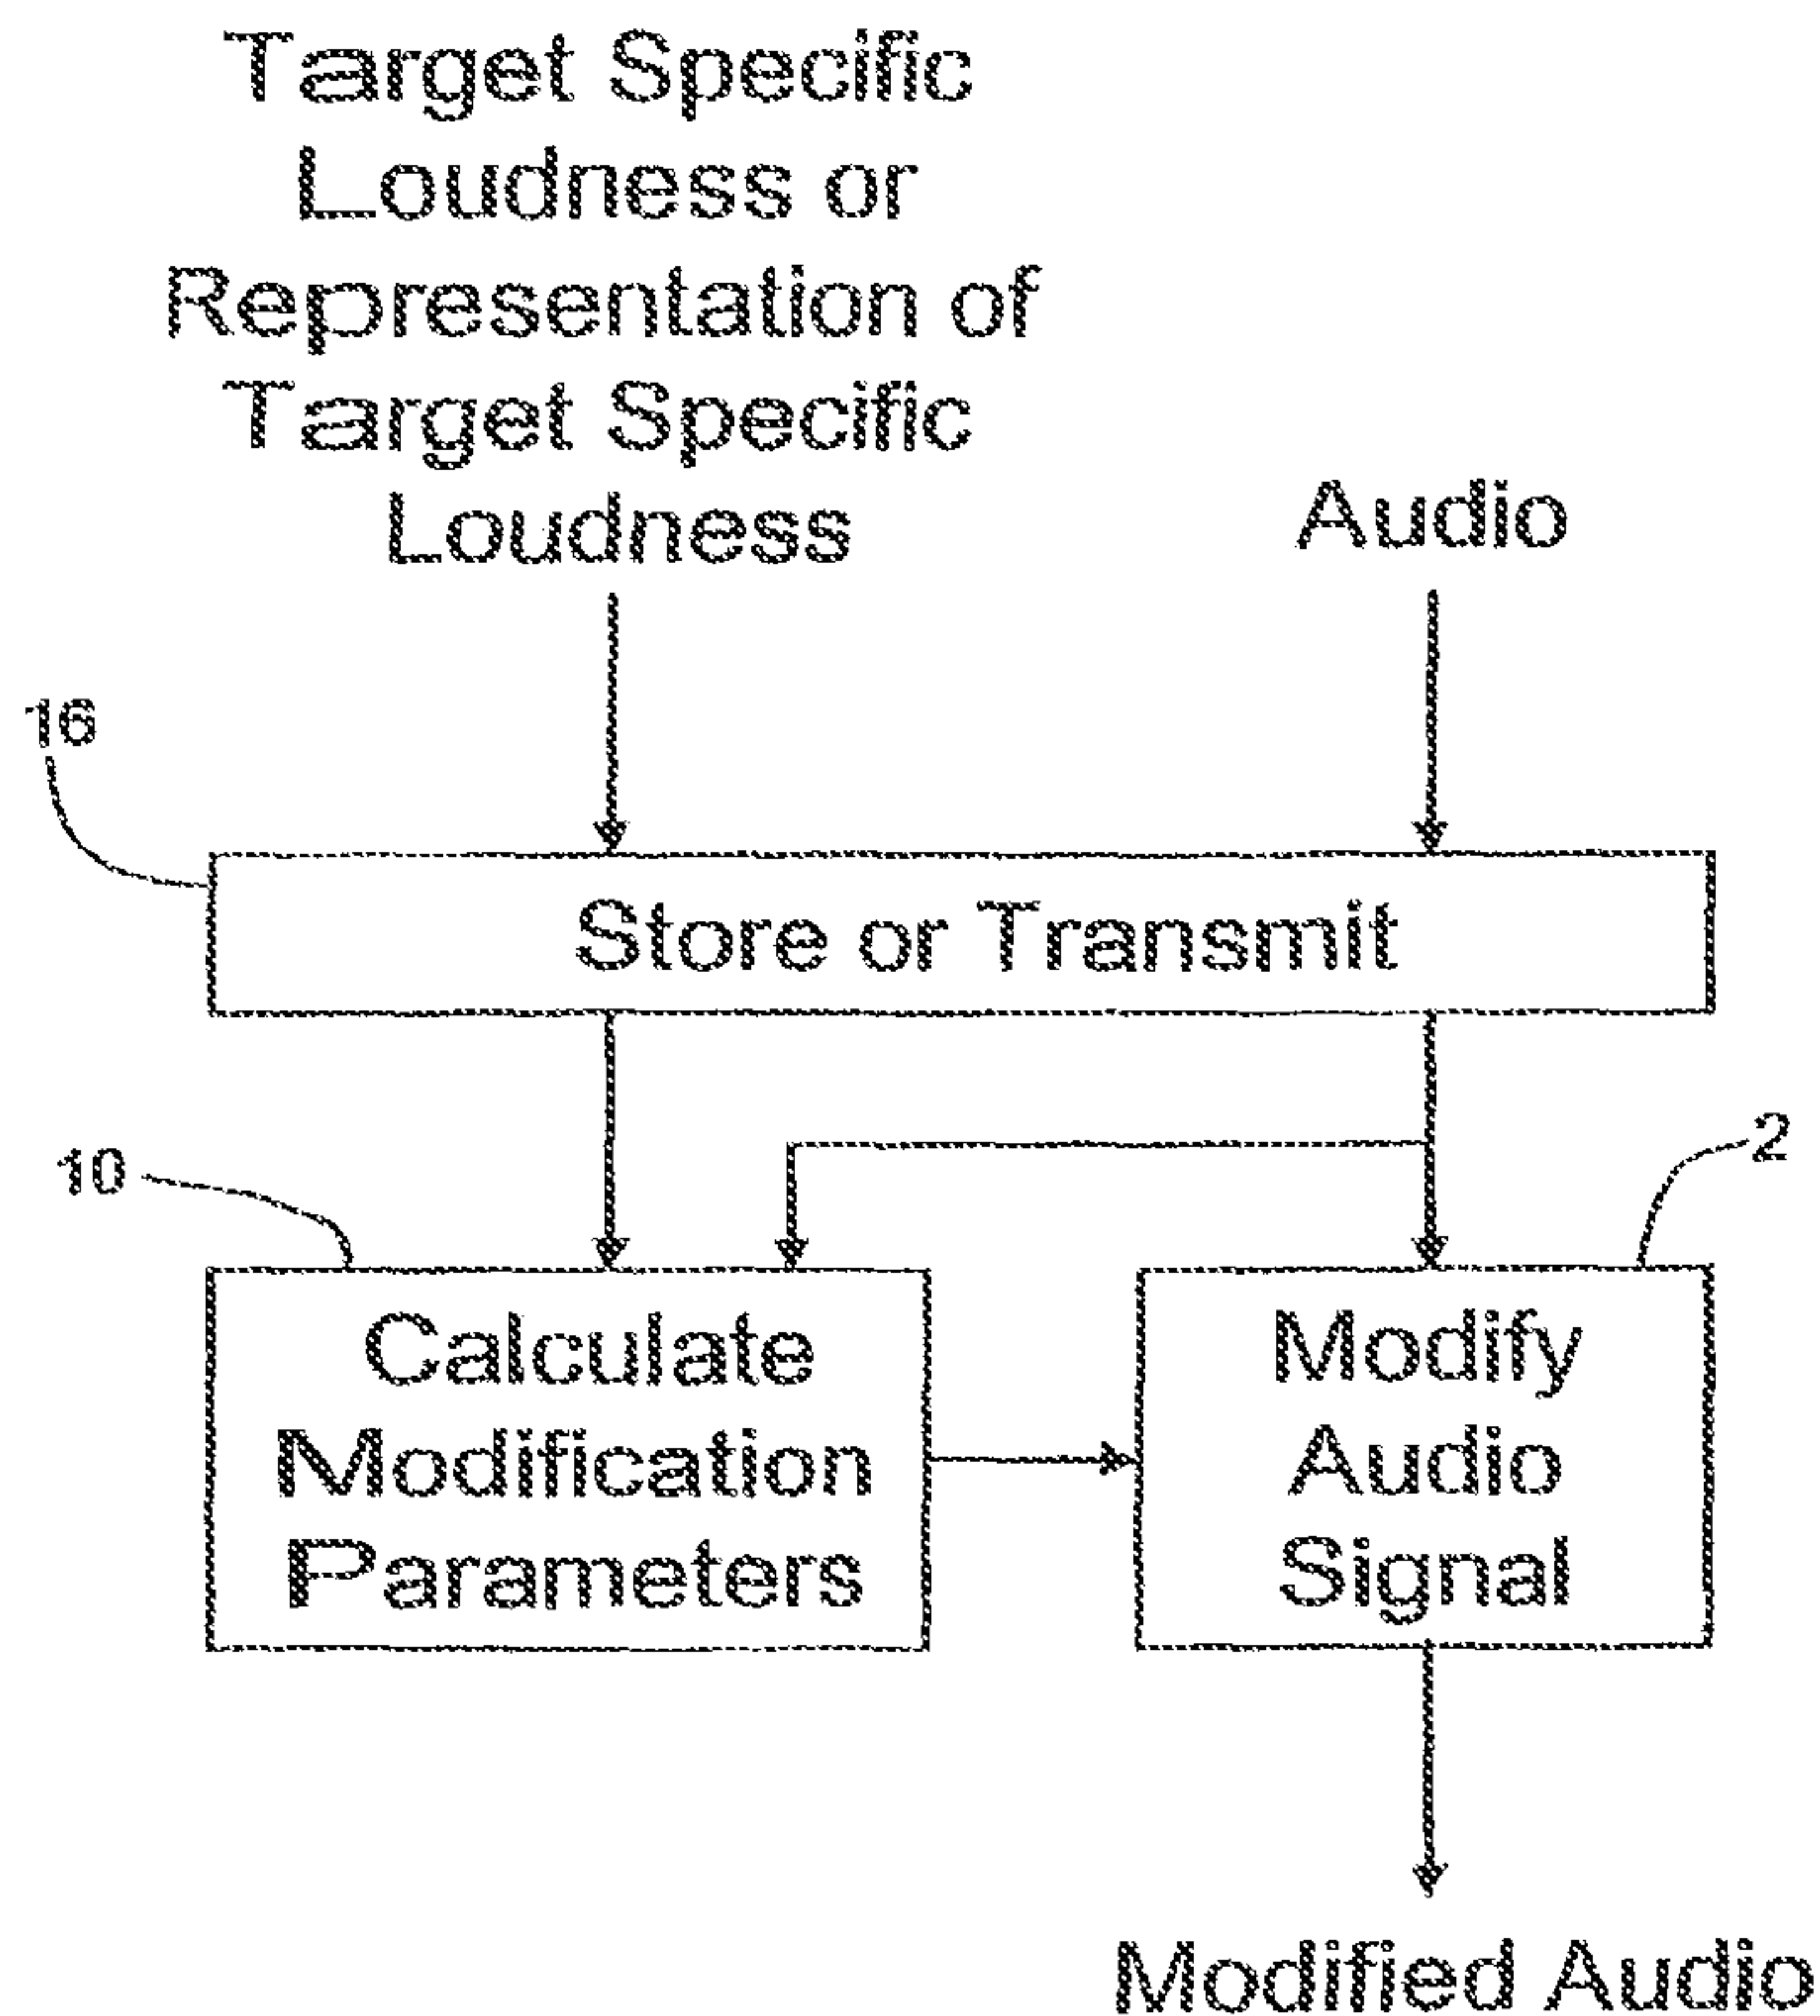 Target Specific
Loudness or
Representation of
Target Specific
Loudness
Audio
16
Store or Transmit
10
2
Calculate
Modification
Parameters
Modify
Audio
Signal
Modified Audio